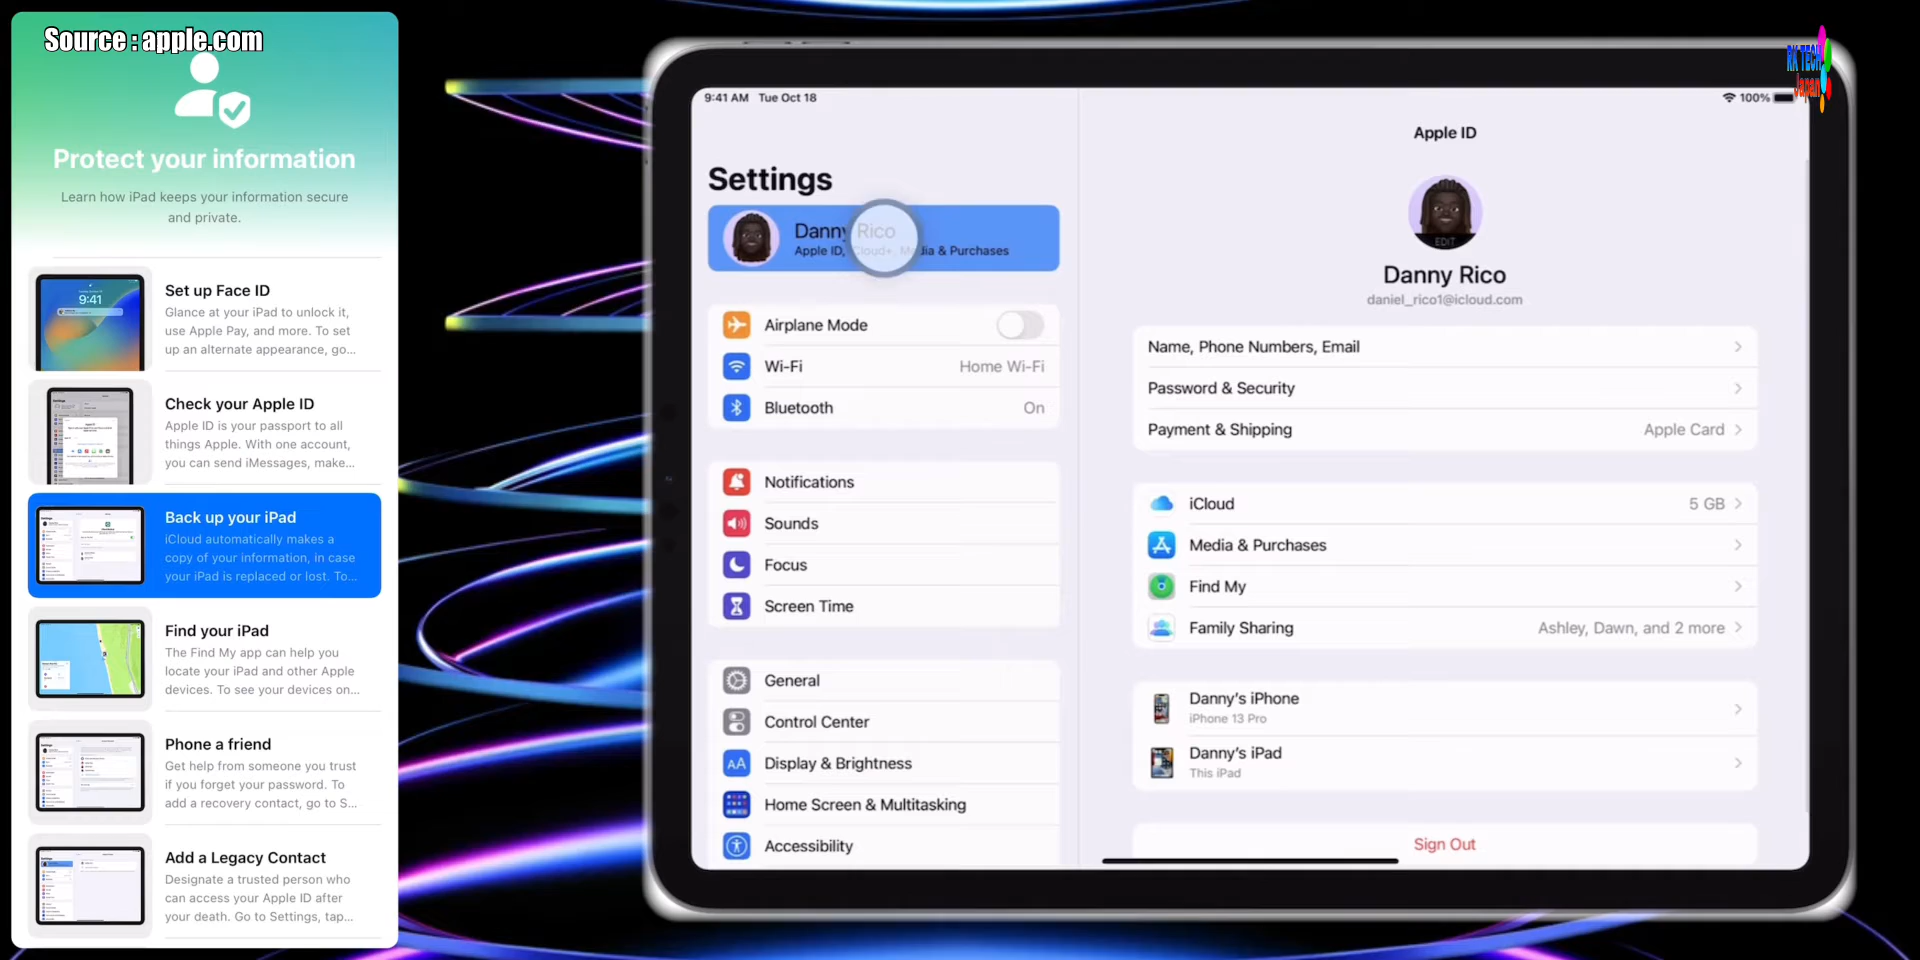 Source : apple.com
Protect your information
Learn how iPad keeps your information secure
and private.
Set up Face ID
Glance at your iPad to unlock it,
use Apple Pay, and more. To set
up an alternate appearance, go...
Check your Apple ID
Apple ID is your passport to all
things Apple. With one account,
you can send iMessages, make...
Back up your iPad
iCloud automatically makes a
copy of your information, in case
your iPad is replaced or lost. To...
Find your iPad
The Find My app can help you
locate your iPad and other Apple
devices. To see your devices on...
Phone a friend
Get help from someone you trust
if you forget your password. To
add a recovery contact, go to S...
Add a Legacy Contact
Designate a trusted person who
can access your Apple ID after
your death. Go to Settings, tap...
9:41
9:41 AM Tue Oct 18
100%
RK TECH
Japan
Settings
Danny Rico
Apple ID, iCloud+, Media & Purchases
Airplane Mode
Wi-Fi Home Wi-Fi
Bluetooth On
Notifications
Sounds
Focus
Screen Time
General
Control Center
AA Display & Brightness
Home Screen & Multitasking
Accessibility
Apple ID
EDIT
Danny Rico
daniel_rico1@icloud.com
Name, Phone Numbers, Email
Password & Security
Payment & Shipping Apple Card
iCloud 5 GB
Media & Purchases
Find My
Family Sharing Ashley, Dawn, and 2 more
Danny's iPhone
iPhone 13 Pro
Danny's iPad
This iPad
Sign Out